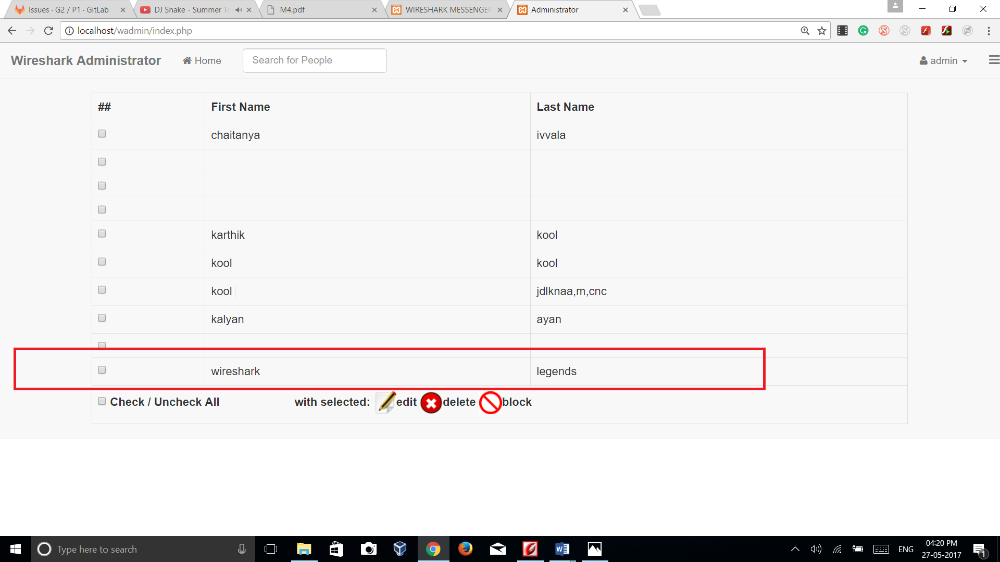 Issues · G2 / P1 · GitLab
DJ Snake - Summer
M4.pdf
WIRESHARK MESSENGER
Administrator
localhost/wadmin/index.php
Wireshark Administrator
Home
Search for People
admin
## First Name Last Name
chaitanya ivvala
karthik kool
kool kool
kool jdlknaa,m,cnc
kalyan ayan
wireshark legends
Check / Uncheck All with selected: edit delete block
Type here to search
ENG
04:20 PM
27-05-2017
1